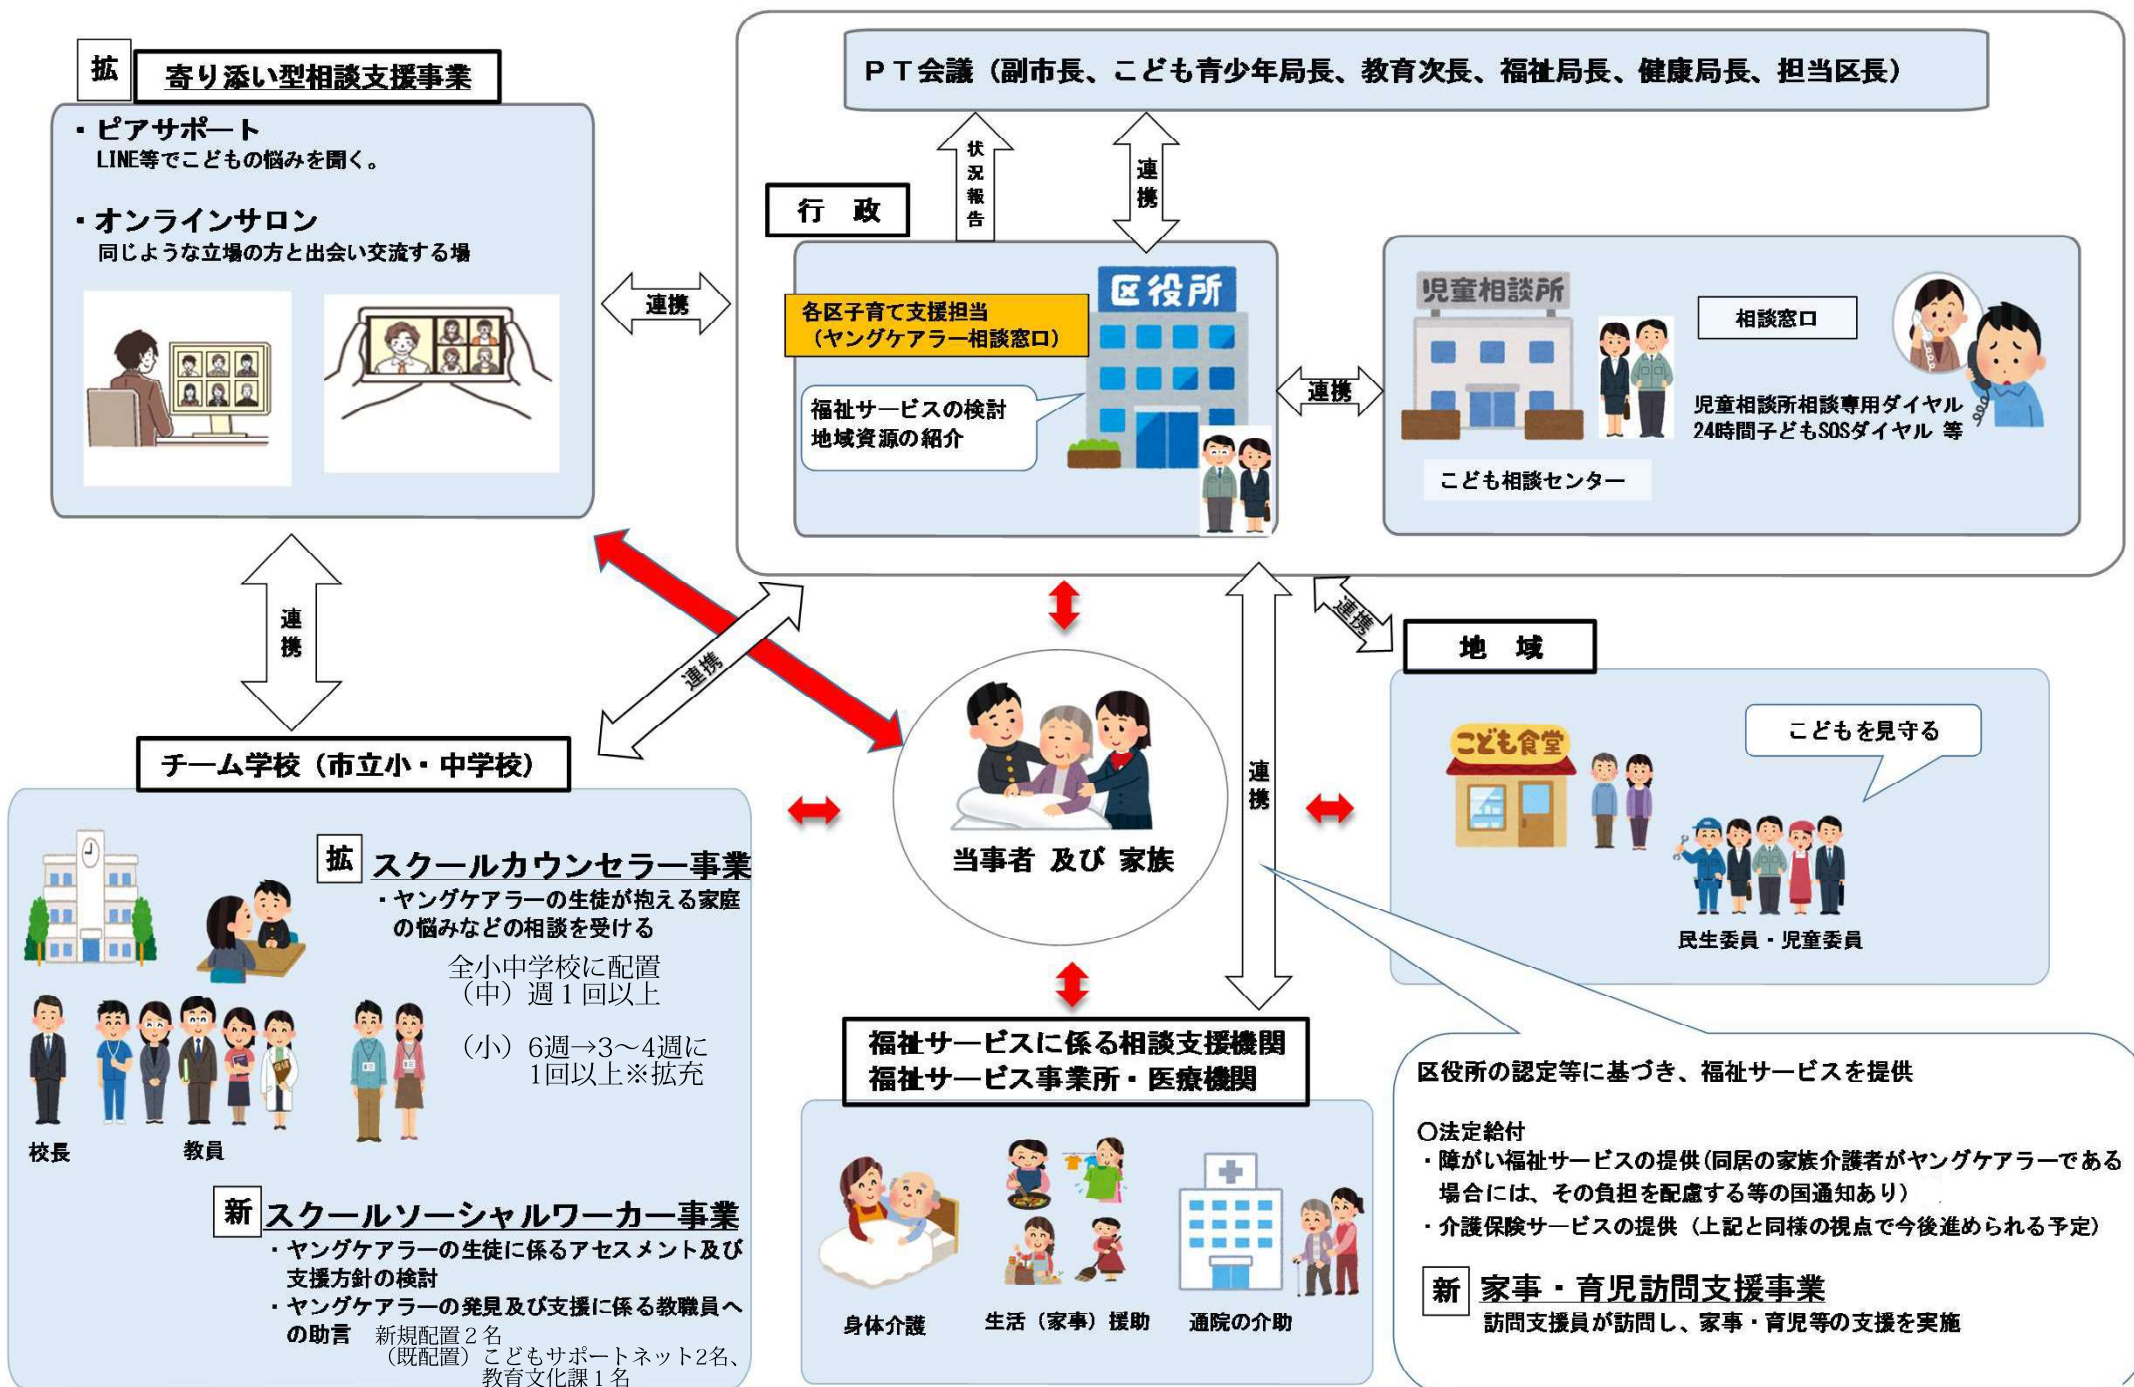 拡
寄り添い型相談支援事業
・ピアサポート
LINE等でこどもの悩みを聞く。
・オンラインサロン
同じような立場の方と出会い交流する場
連携
連携
PT会議（副市長、こども青少年局長、教育次長、福祉局長、健康局長、担当区長）
状況報告
連携
行　政
各区子育て支援担当
（ヤングケアラー相談窓口）
区役所
福祉サービスの検討
地域資源の紹介
連携
児童相談所
相談窓口
児童相談所相談専用ダイヤル
24時間子どもSOSダイヤル 等
こども相談センター
連携
連携
連携
当事者 及び 家族
地　域
こども食堂
こどもを見守る
民生委員・児童委員
チーム学校（市立小・中学校）
拡
スクールカウンセラー事業
・ヤングケアラーの生徒が抱える家庭
の悩みなどの相談を受ける
全小中学校に配置
（中）週１回以上
（小）6週→3～4週に
1回以上※拡充
校長
教員
新
スクールソーシャルワーカー事業
・ヤングケアラーの生徒に係るアセスメント及び
支援方針の検討
・ヤングケアラーの発見及び支援に係る教職員へ
の助言　新規配置２名
（既配置）こどもサポートネット2名、
教育文化課１名
福祉サービスに係る相談支援機関
福祉サービス事業所・医療機関
身体介護
生活（家事）援助
通院の介助
区役所の認定等に基づき、福祉サービスを提供
〇法定給付
・障がい福祉サービスの提供(同居の家族介護者がヤングケアラーである
場合には、その負担を配慮する等の国通知あり）
・介護保険サービスの提供（上記と同様の視点で今後進められる予定）
新
家事・育児訪問支援事業
訪問支援員が訪問し、家事・育児等の支援を実施